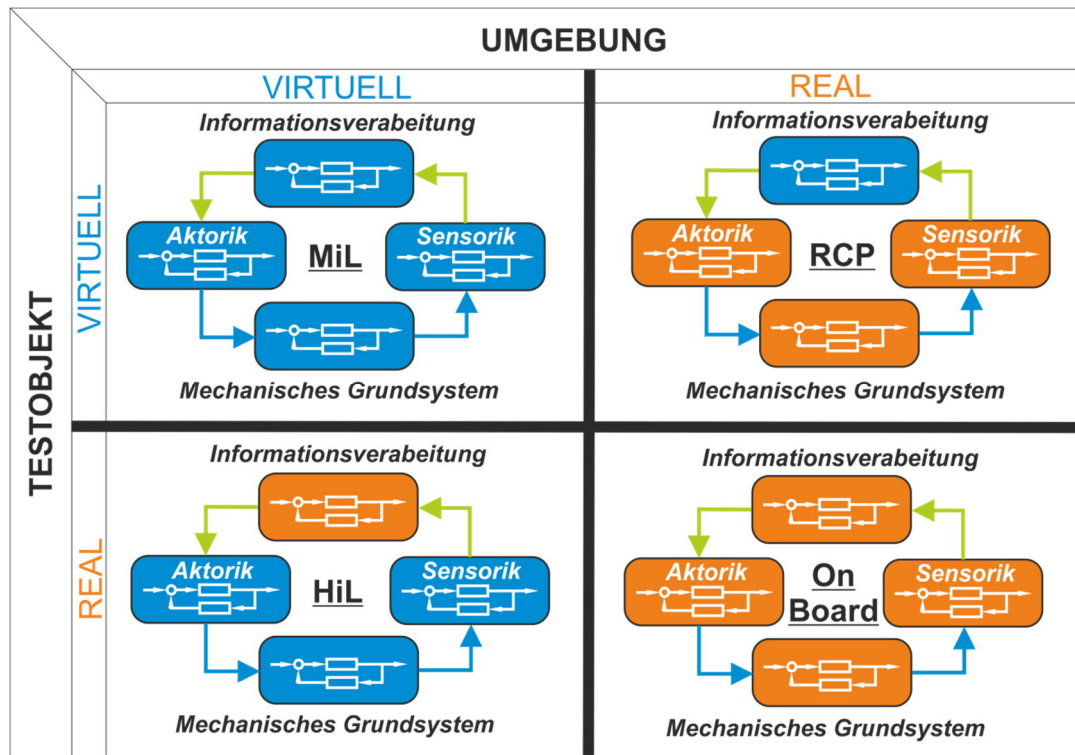 UMGEBUNG
VIRTUELL
REAL
TESTOBJEKT
VIRTUELL
Informationsverabeitung
Aktorik
MiL
Sensorik
Mechanisches Grundsystem
Informationsverabeitung
Aktorik
RCP
Sensorik
Mechanisches Grundsystem
REAL
Informationsverabeitung
Aktorik
HiL
Sensorik
Mechanisches Grundsystem
Informationsverabeitung
Aktorik
On
Board
Sensorik
Mechanisches Grundsystem